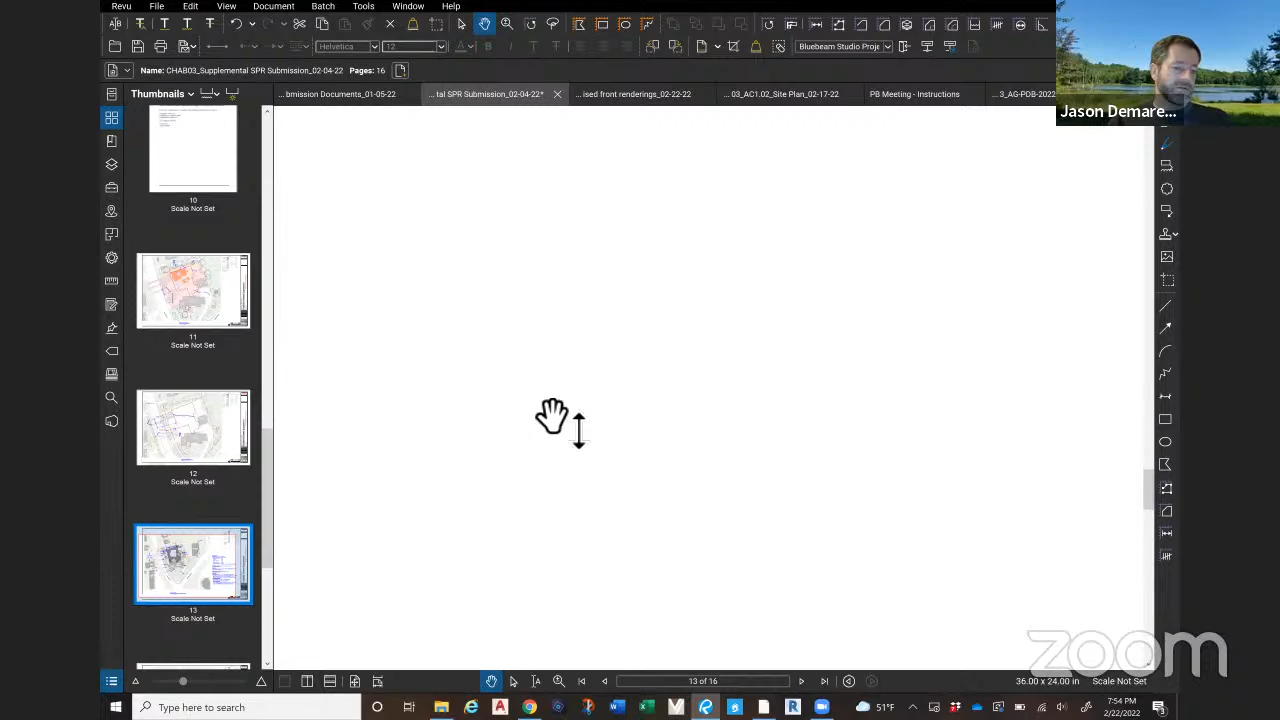 Revu File Edit View Document Batch Tools Window Help
Helvetica 12 Bluebeam Studio Projec
Name: CHAB03_Supplemental SPR Submission_02-04-22 Pages: 16
Thumbnails
...bmission Documents_01-05-22
...tal SPR Submission_02-04-22*
...ised front renderings_02-22-22
...03_AC1.02_Site Plan_02-17-22
PB Meeting - Instructions
...3_AG-PDB-2022
Jason Demare...
10
Scale Not Set
11
Scale Not Set
12
Scale Not Set
13
Scale Not Set
13 of 16
36.00 x 24.00 in Scale Not Set
zoom
Type here to search
51°F
7:54 PM
2/22/2022
3